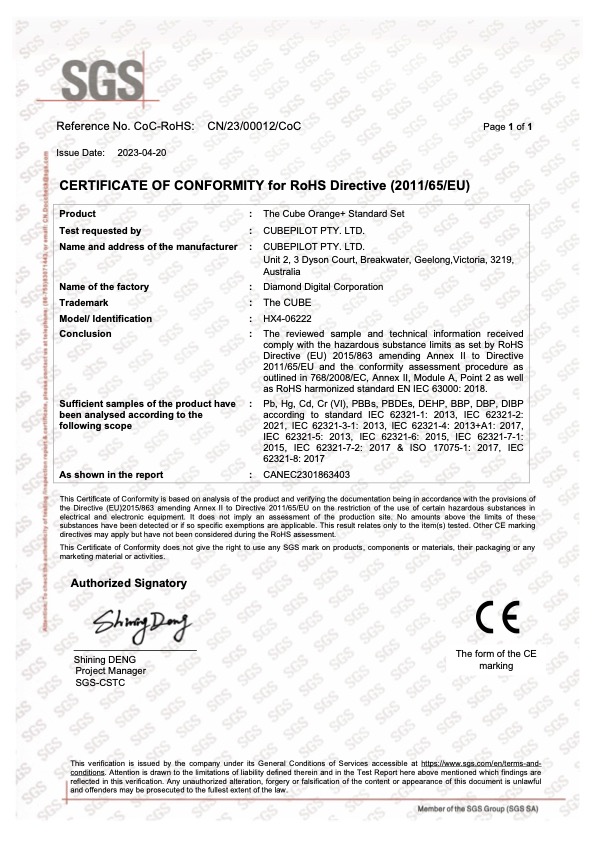 SGS
Reference No. CoC-RoHS: CN/23/00012/CoC
Page 1 of 1
Issue Date: 2023-04-20
CERTIFICATE OF CONFORMITY for RoHS Directive (2011/65/EU)
Product : The Cube Orange+ Standard Set
Test requested by : CUBEPILOT PTY. LTD.
Name and address of the manufacturer : CUBEPILOT PTY. LTD.
Unit 2, 3 Dyson Court, Breakwater, Geelong,Victoria, 3219,
Australia
Name of the factory : Diamond Digital Corporation
Trademark : The CUBE
Model/ Identification : HX4-06222
Conclusion : The reviewed sample and technical information received
comply with the hazardous substance limits as set by RoHS
Directive (EU) 2015/863 amending Annex II to Directive
2011/65/EU and the conformity assessment procedure as
outlined in 768/2008/EC, Annex II, Module A, Point 2 as well
as RoHS harmonized standard EN IEC 63000: 2018.
Sufficient samples of the product have : Pb, Hg, Cd, Cr (VI), PBBs, PBDEs, DEHP, BBP, DBP, DIBP
been analysed according to the according to standard IEC 62321-1: 2013, IEC 62321-2:
following scope 2021, IEC 62321-3-1: 2013, IEC 62321-4: 2013+A1: 2017,
IEC 62321-5: 2013, IEC 62321-6: 2015, IEC 62321-7-1:
2015, IEC 62321-7-2: 2017 & ISO 17075-1: 2017, IEC
62321-8: 2017
As shown in the report : CANEC2301863403
This Certificate of Conformity is based on analysis of the product and verifying the documentation being in accordance with the provisions of
the Directive (EU)2015/863 amending Annex II to Directive 2011/65/EU on the restriction of the use of certain hazardous substances in
electrical and electronic equipment. It does not imply an assessment of the production site. No amounts above the limits of these
substances have been detected or if so specific exemptions are applicable. This result relates only to the item(s) tested. Other CE marking
directives may apply but have not been considered during the RoHS assessment.
This Certificate of Conformity does not give the right to use any SGS mark on products, components or materials, their packaging or any
marketing material or activities.
Authorized Signatory
Shining Deng
CE
Shining DENG
Project Manager
SGS-CSTC
The form of the CE
marking
This verification is issued by the company under its General Conditions of Services accessible at https://www.sgs.com/en/terms-and-
conditions. Attention is drawn to the limitations of liability defined therein and in the Test Report here above mentioned which findings are
reflected in this verification. Any unauthorized alteration, forgery or falsification of the content or appearance of this document is unlawful
and offenders may be prosecuted to the fullest extent of the law.
Member of the SGS Group (SGS SA)